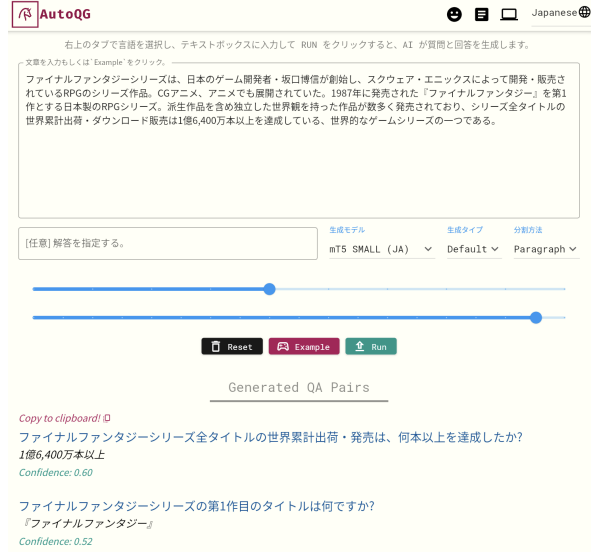 AutoQG
Japanese
右上のタブで言語を選択し、テキストボックスに入力して RUN をクリックすると、AI が質問と回答を生成します。
文章を入力もしくは`Example`をクリック。
ファイナルファンタジーシリーズは、日本のゲーム開発者・坂口博信が創始し、スクウェア・エニックスによって開発・販売さ
れているRPGのシリーズ作品。CGアニメ、アニメでも展開されていた。1987年に発売された『ファイナルファンタジー』を第1
作とする日本製のRPGシリーズ。派生作品を含め独立した世界観を持った作品が数多く発売されており、シリーズ全タイトルの
世界累計出荷・ダウンロード販売は1億6,400万本以上を達成している、世界的なゲームシリーズの一つである。
[任意] 解答を指定する。
生成モデル
mT5 SMALL (JA)
生成タイプ
Default
分割方法
Paragraph
Reset
Example
Run
Generated QA Pairs
Copy to clipboard!
ファイナルファンタジーシリーズ全タイトルの世界累計出荷・発売は、何本以上を達成したか?
1億6,400万本以上
Confidence: 0.60
ファイナルファンタジーシリーズの第1作目のタイトルは何ですか?
『ファイナルファンタジー』
Confidence: 0.52